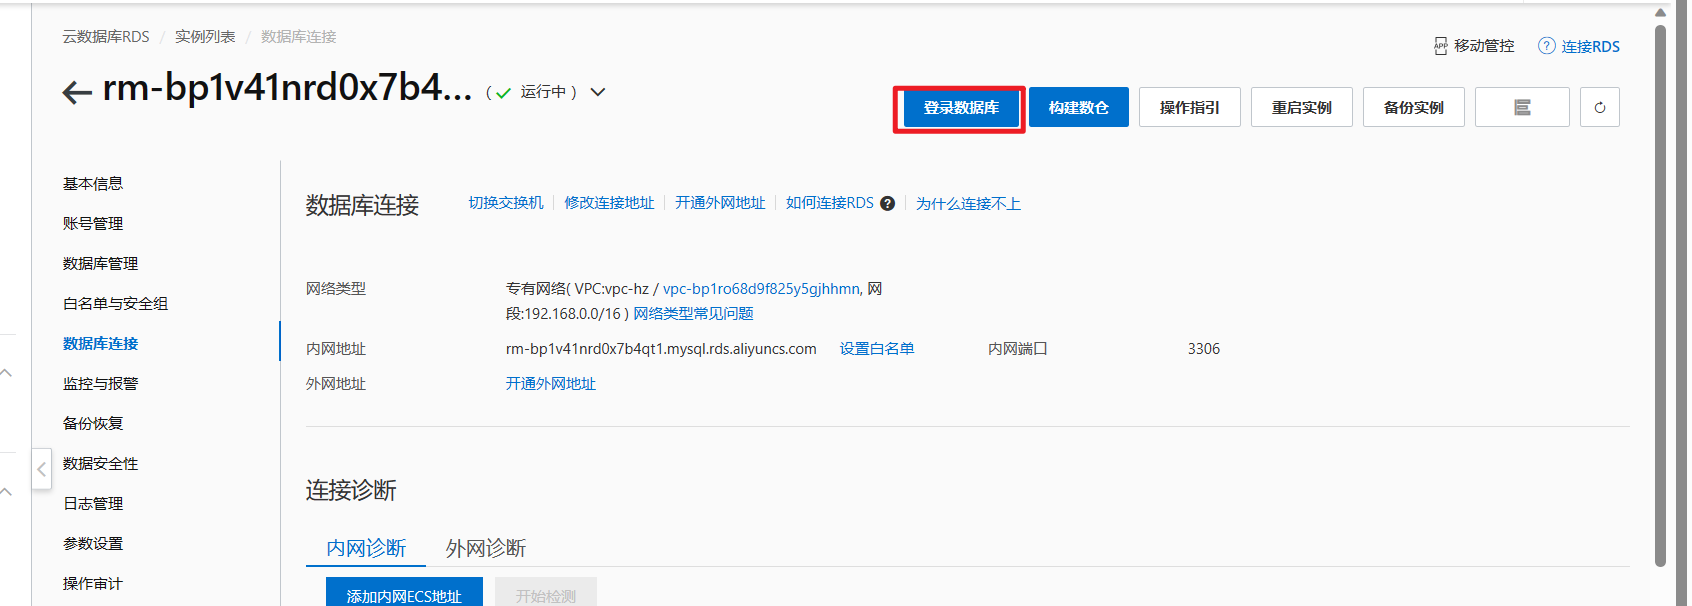 云数据库RDS / 实例列表 / 数据库连接
APP 移动管控 ? 连接RDS
rm-bp1v41nrd0x7b4... ( 运行中 )
登录数据库 构建数仓 操作指引 重启实例 备份实例
基本信息
账号管理
数据库管理
白名单与安全组
数据库连接
监控与报警
备份恢复
数据安全性
日志管理
参数设置
操作审计
数据库连接 切换交换机 修改连接地址 开通外网地址 如何连接RDS ? 为什么连接不上
网络类型 专有网络( VPC:vpc-hz / vpc-bp1ro68d9f825y5gjhhmn, 网
段:192.168.0.0/16 ) 网络类型常见问题
内网地址 rm-bp1v41nrd0x7b4qt1.mysql.rds.aliyuncs.com 设置白名单 内网端口 3306
外网地址 开通外网地址
连接诊断
内网诊断 外网诊断
添加内网ECS地址 开始检测